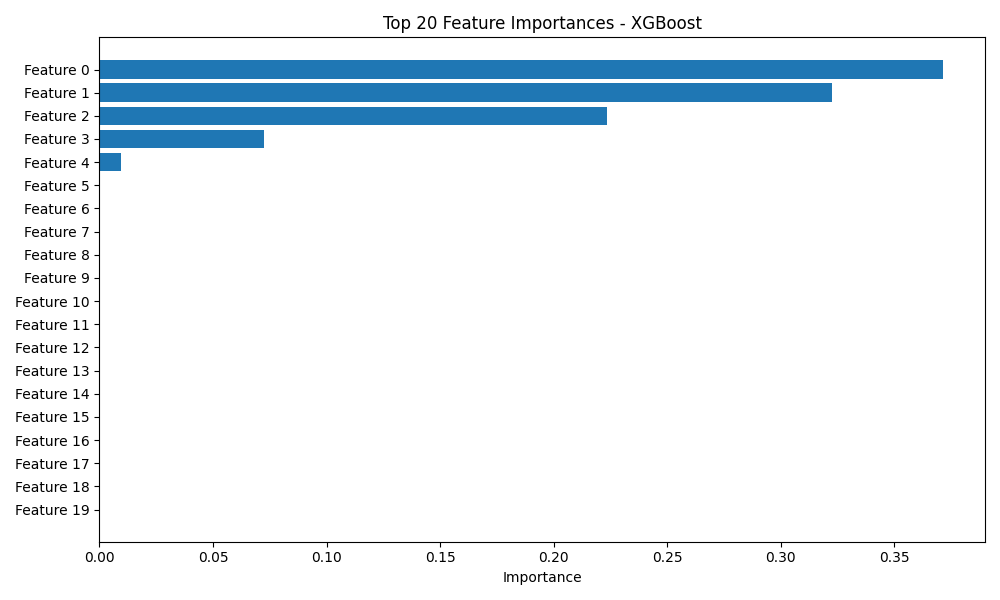 Top 20 Feature Importances - XGBoost
Feature 0
Feature 1
Feature 2
Feature 3
Feature 4
Feature 5
Feature 6
Feature 7
Feature 8
Feature 9
Feature 10
Feature 11
Feature 12
Feature 13
Feature 14
Feature 15
Feature 16
Feature 17
Feature 18
Feature 19
0.00 0.05 0.10 0.15 0.20 0.25 0.30 0.35
Importance